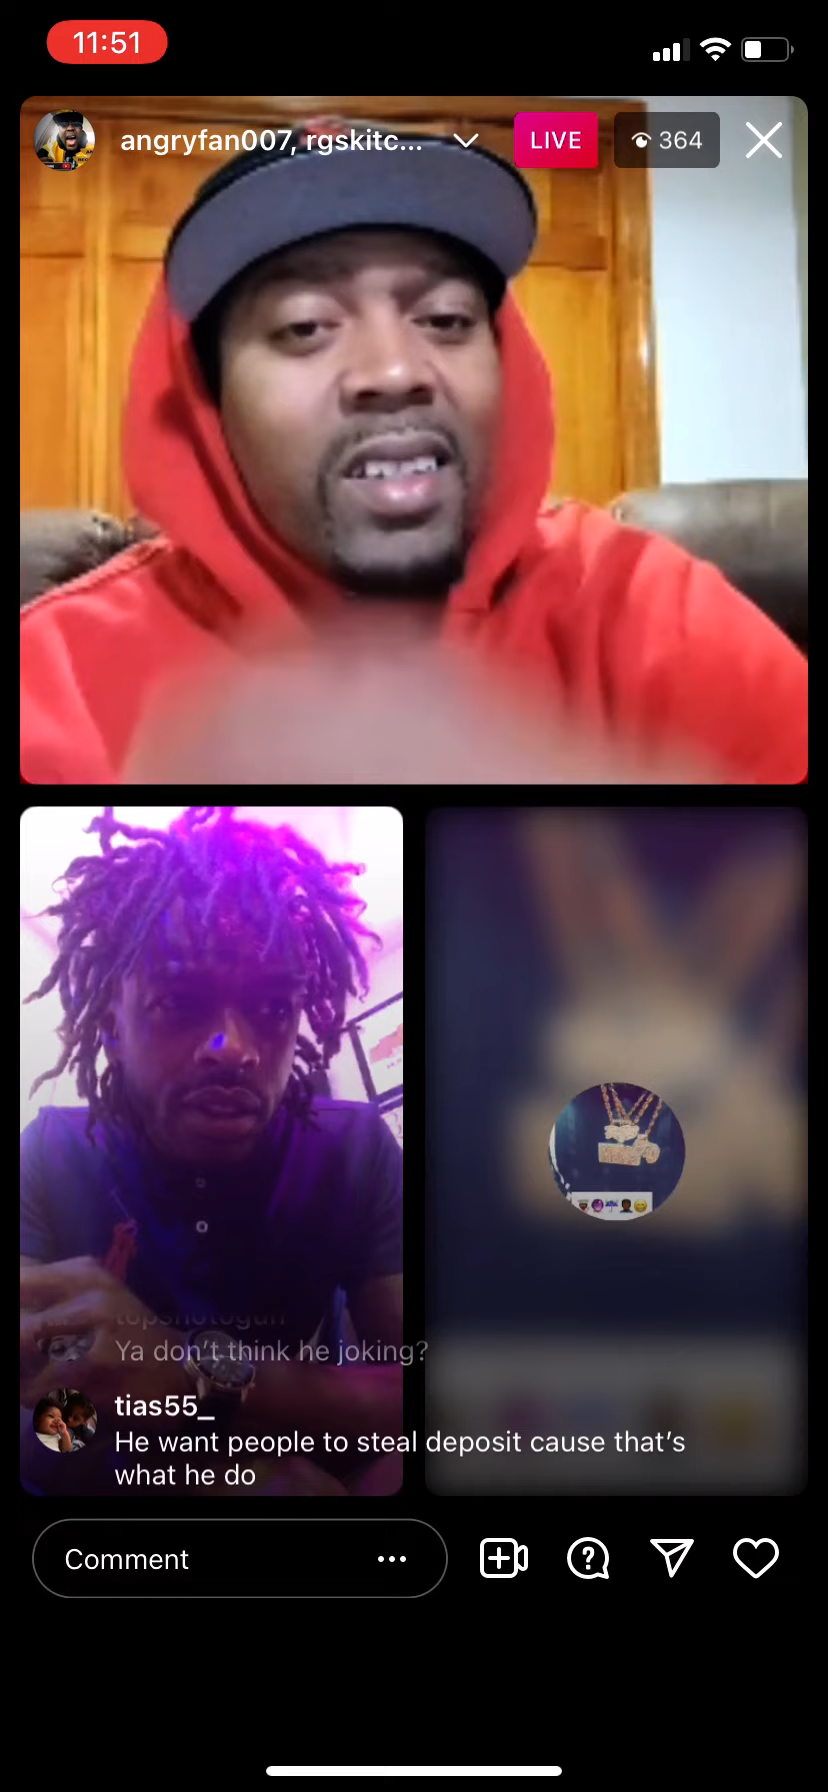 11:51
angryfan007, rgskitc...
LIVE
364
topshotogun
Ya don't think he joking?
tias55_
He want people to steal deposit cause that's
what he do
Comment